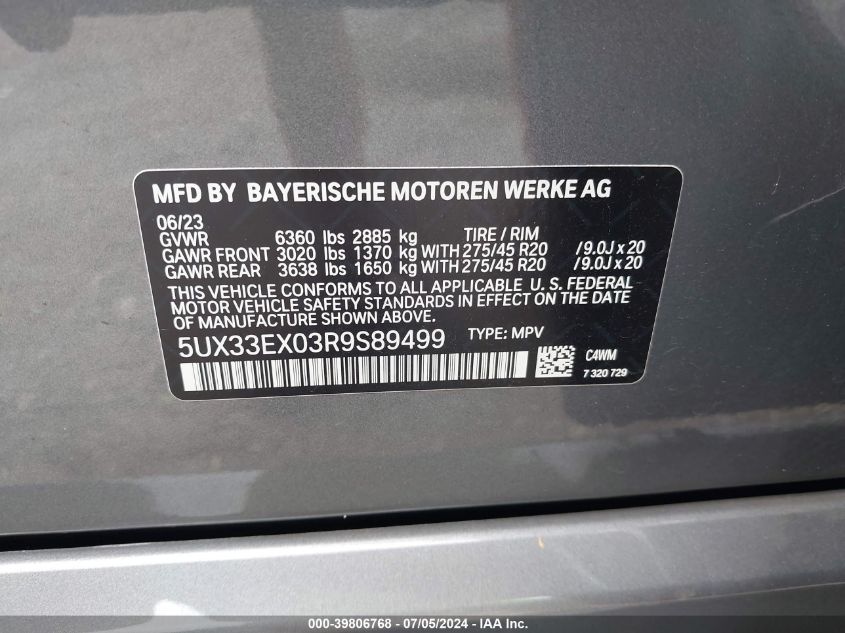 MFD BY BAYERISCHE MOTOREN WERKE AG
06/23
GVWR 6360 lbs 2885 kg TIRE / RIM
GAWR FRONT 3020 lbs 1370 kg WITH 275/45 R20 / 9.0J x 20
GAWR REAR 3638 lbs 1650 kg WITH 275/45 R20 / 9.0J x 20
THIS VEHICLE CONFORMS TO ALL APPLICABLE U. S. FEDERAL
MOTOR VEHICLE SAFETY STANDARDS IN EFFECT ON THE DATE
OF MANUFACTURE SHOWN ABOVE.
5UX33EX03R9S89499 TYPE: MPV
C4WM
7 320 729
000-39806768 - 07/05/2024 - IAA Inc.